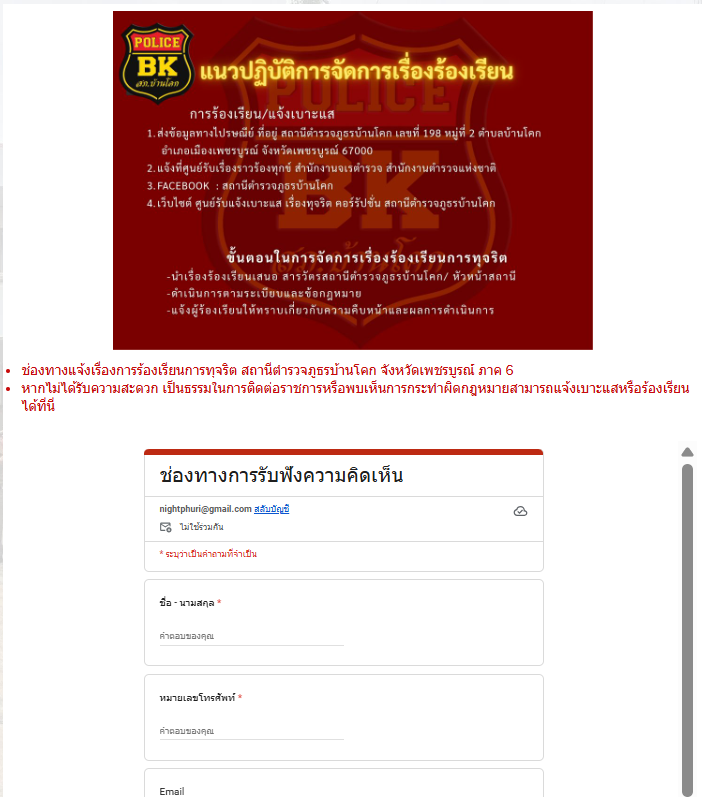 POLICE
BK
สภ.บ้านโคก
แนวปฏิบัติการจัดการเรื่องร้องเรียน
การร้องเรียน/แจ้งเบาะแส
1.ส่งข้อมูลทางไปรษณีย์ ที่อยู่ สถานีตำรวจภูธรบ้านโคก เลขที่ 198 หมู่ที่ 2 ตำบลบ้านโคก
อำเภอเมืองเพชรบูรณ์ จังหวัดเพชรบูรณ์ 67000
2.แจ้งที่ศูนย์รับเรื่องราวร้องทุกข์ สำนักงานจเรตำรวจ สำนักงานตำรวจแห่งชาติ
3.FACEBOOK : สถานีตำรวจภูธรบ้านโคก
4.เว็บไซต์ ศูนย์รับแจ้งเบาะแส เรื่องทุจริต คอร์รัปชั่น สถานีตำรวจภูธรบ้านโคก
POLICE
BK
สภ.บ้านโคก
ขั้นตอนในการจัดการเรื่องร้องเรียนการทุจริต
-นำเรื่องร้องเรียนเสนอ สารวัตรสถานีตำรวจภูธรบ้านโคก/ หัวหน้าสถานี
-ดำเนินการตามระเบียบและข้อกฎหมาย
-แจ้งผู้ร้องเรียนให้ทราบเกี่ยวกับความคืบหน้าและผลการดำเนินการ
• ช่องทางแจ้งเรื่องการร้องเรียนการทุจริต สถานีตำรวจภูธรบ้านโคก จังหวัดเพชรบูรณ์ ภาค 6
• หากไม่ได้รับความสะดวก เป็นธรรมในการติดต่อราชการหรือพบเห็นการกระทำผิดกฎหมายสามารถแจ้งเบาะแสหรือร้องเรียน
ได้ที่นี่
ช่องทางการรับฟังความคิดเห็น
nightphuri@gmail.com สลับบัญชี
ไม่ใช้ร่วมกัน
* ระบุว่าเป็นคำถามที่จำเป็น
ชื่อ - นามสกุล *
คำตอบของคุณ
หมายเลขโทรศัพท์ *
คำตอบของคุณ
Email